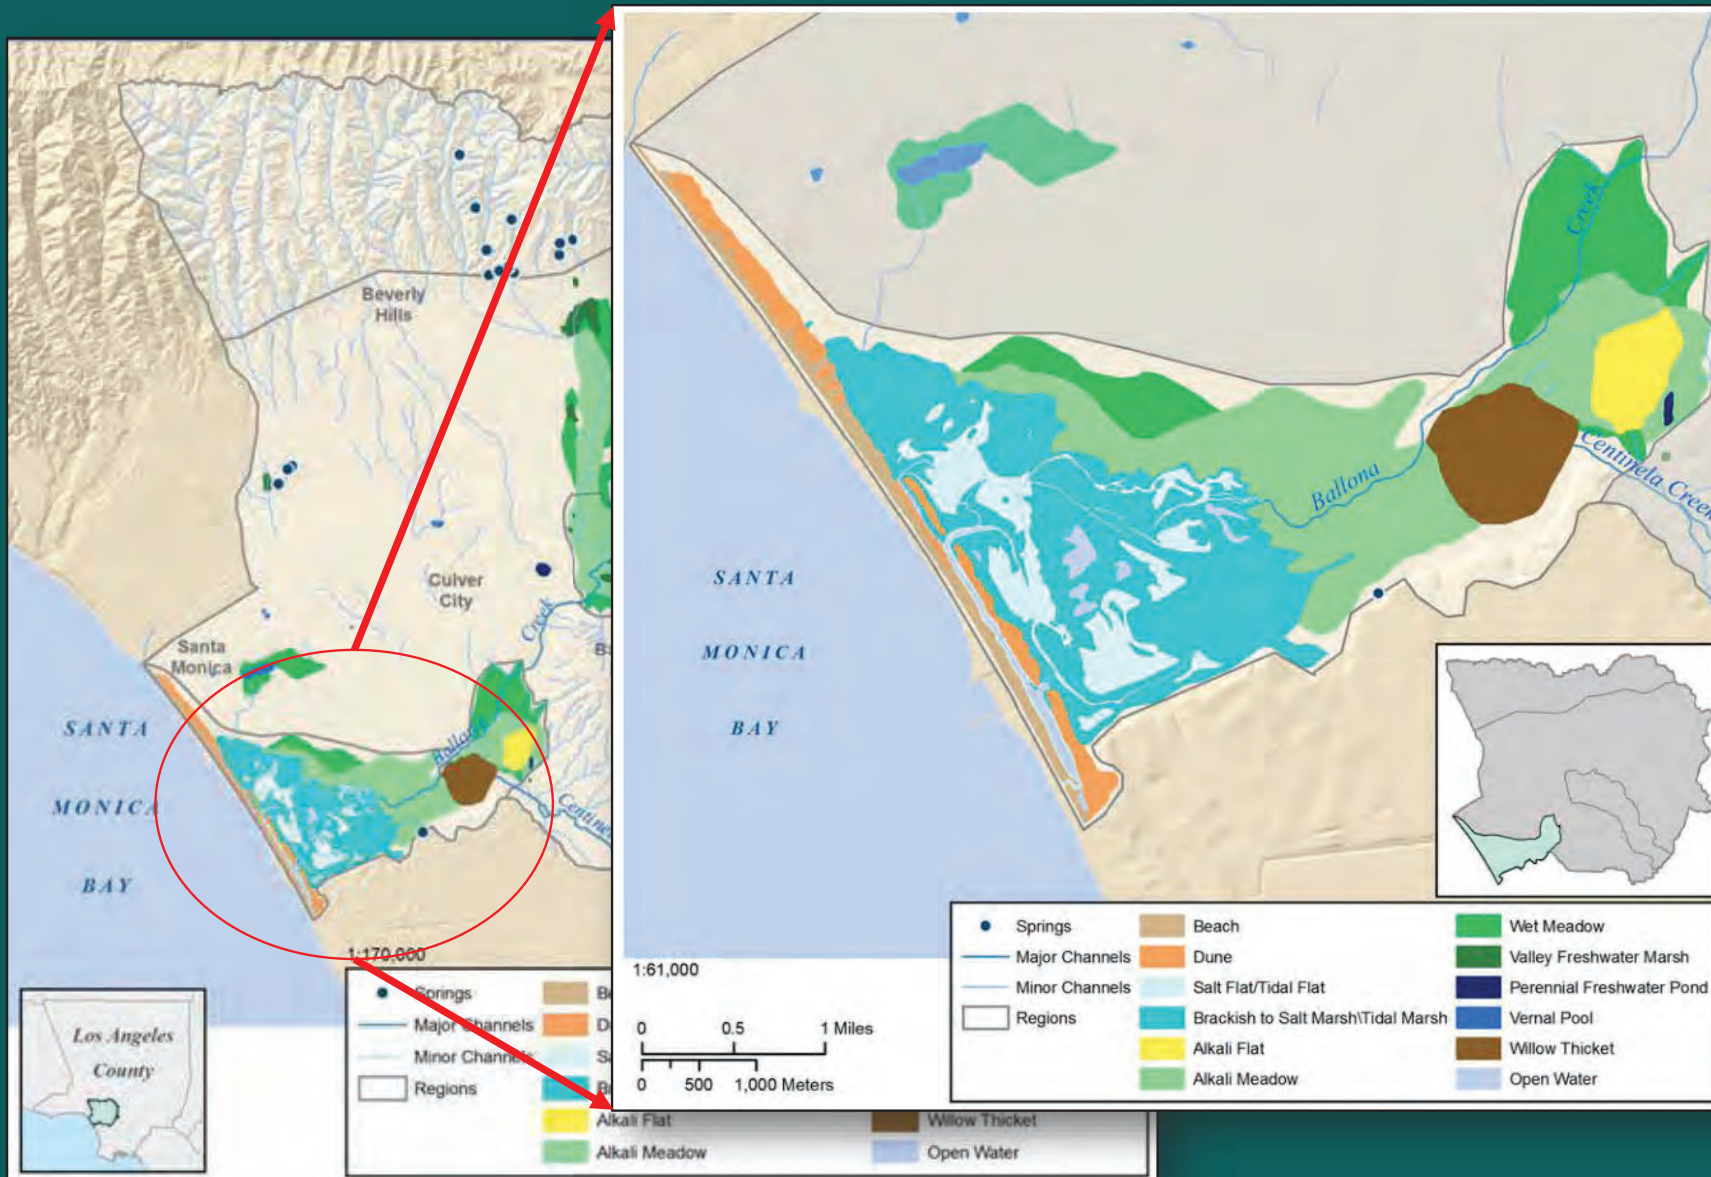 Beverly
Hills
Culver
City
Creek
Santa
Monica
SANTA
MONICA
BAY
1:170,000
Springs
Major Channels
Minor Channels
Regions
Alkali Flat
Alkali Meadow
Willow Thicket
Open Water
Los Angeles
County
Creek
Ballona
Centinela Creek
SANTA
MONICA
BAY
1:61,000
0 0.5 1 Miles
0 500 1,000 Meters
Springs
Major Channels
Minor Channels
Regions
Beach
Dune
Salt Flat/Tidal Flat
Brackish to Salt Marsh\Tidal Marsh
Alkali Flat
Alkali Meadow
Wet Meadow
Valley Freshwater Marsh
Perennial Freshwater Pond
Vernal Pool
Willow Thicket
Open Water